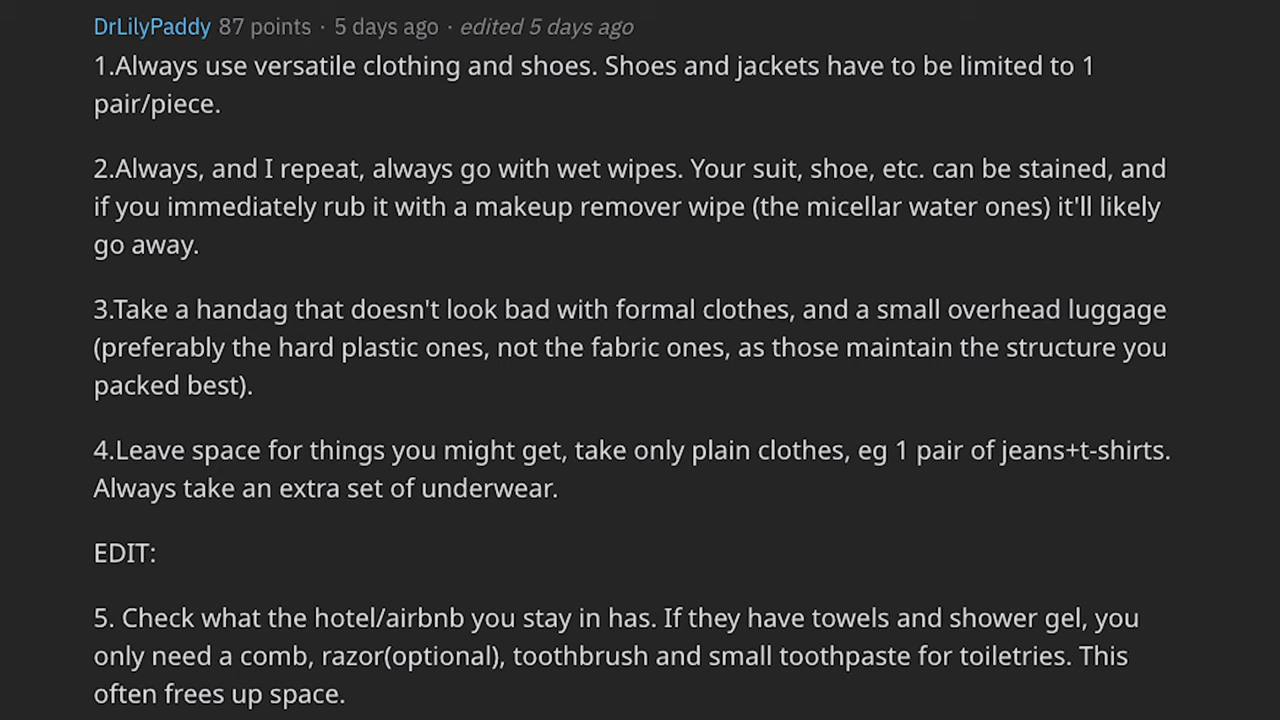 DrLilyPaddy 87 points · 5 days ago · edited 5 days ago
1.Always use versatile clothing and shoes. Shoes and jackets have to be limited to 1
pair/piece.
2.Always, and I repeat, always go with wet wipes. Your suit, shoe, etc. can be stained, and
if you immediately rub it with a makeup remover wipe (the micellar water ones) it'll likely
go away.
3.Take a handag that doesn't look bad with formal clothes, and a small overhead luggage
(preferably the hard plastic ones, not the fabric ones, as those maintain the structure you
packed best).
4.Leave space for things you might get, take only plain clothes, eg 1 pair of jeans+t-shirts.
Always take an extra set of underwear.
EDIT:
5. Check what the hotel/airbnb you stay in has. If they have towels and shower gel, you
only need a comb, razor(optional), toothbrush and small toothpaste for toiletries. This
often frees up space.